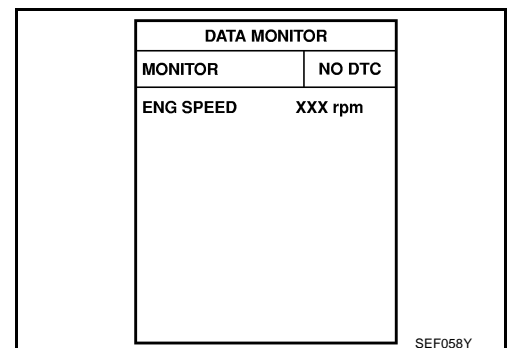 DATA MONITOR
MONITOR NO DTC
ENG SPEED XXX rpm
SEF058Y